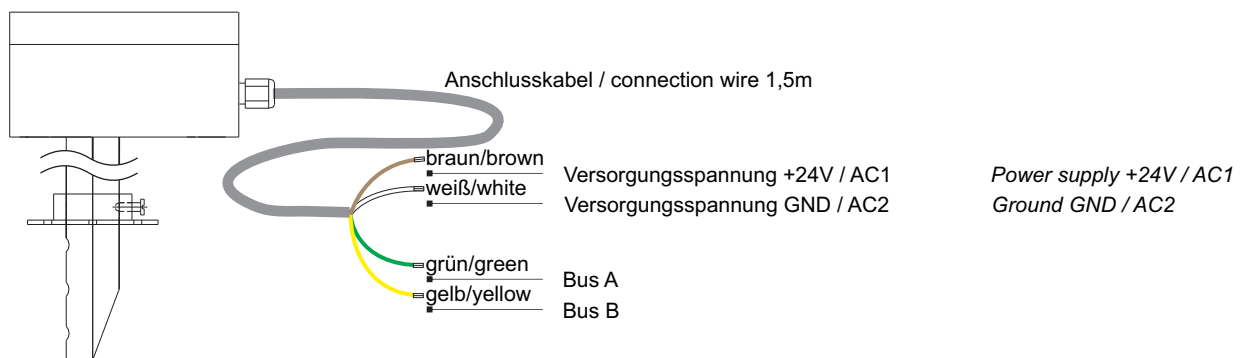 Anschlusskabel / connection wire 1,5m
braun/brown Versorgungsspannung +24V / AC1 Power supply +24V / AC1
weiß/white Versorgungsspannung GND / AC2 Ground GND / AC2
grün/green Bus A
gelb/yellow Bus B